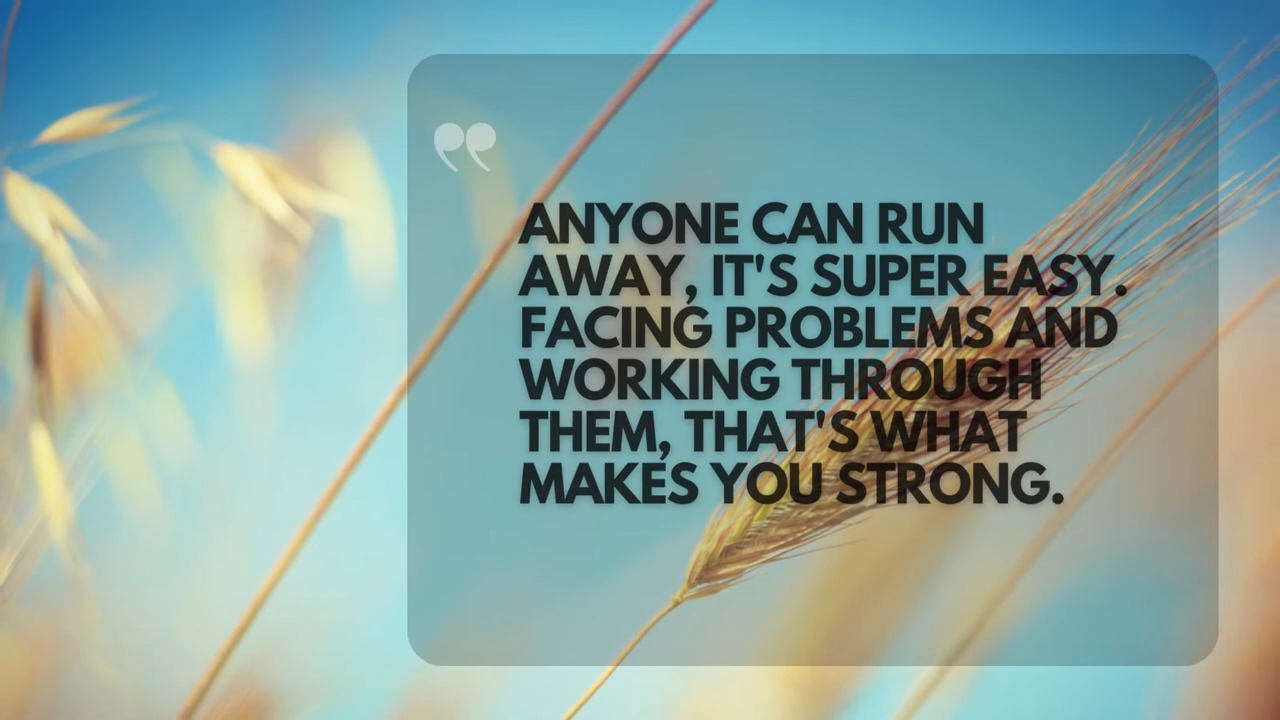 ❜❜
ANYONE CAN RUN
AWAY, IT'S SUPER EASY.
FACING PROBLEMS AND
WORKING THROUGH
THEM, THAT'S WHAT
MAKES YOU STRONG.